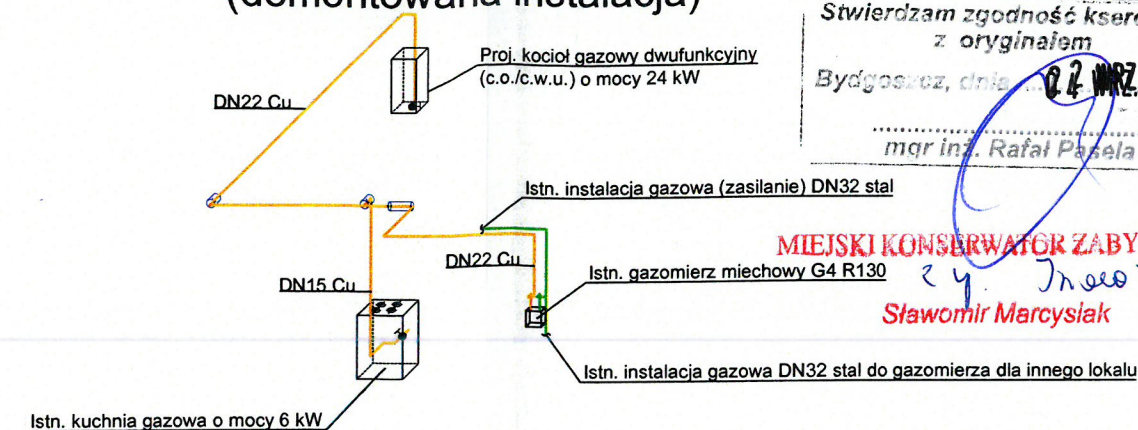 (demontowana instalacja)
Stwierdzam zgodność ksero
z oryginałem
Bydgoszcz, dnia
WRZ.
mgr inż. Rafał Pasela
Proj. kocioł gazowy dwufunkcyjny
(c.o./c.w.u.) o mocy 24 kW
DN22 Cu
Istn. instalacja gazowa (zasilanie) DN32 stal
MIEJSKI KONSERWATOR ZABY
DN22 Cu
Istn. gazomierz miechowy G4 R130
DN15 Cu
Sławomir Marcysiak
Istn. instalacja gazowa DN32 stal do gazomierza dla innego lokalu
Istn. kuchnia gazowa o mocy 6 kW